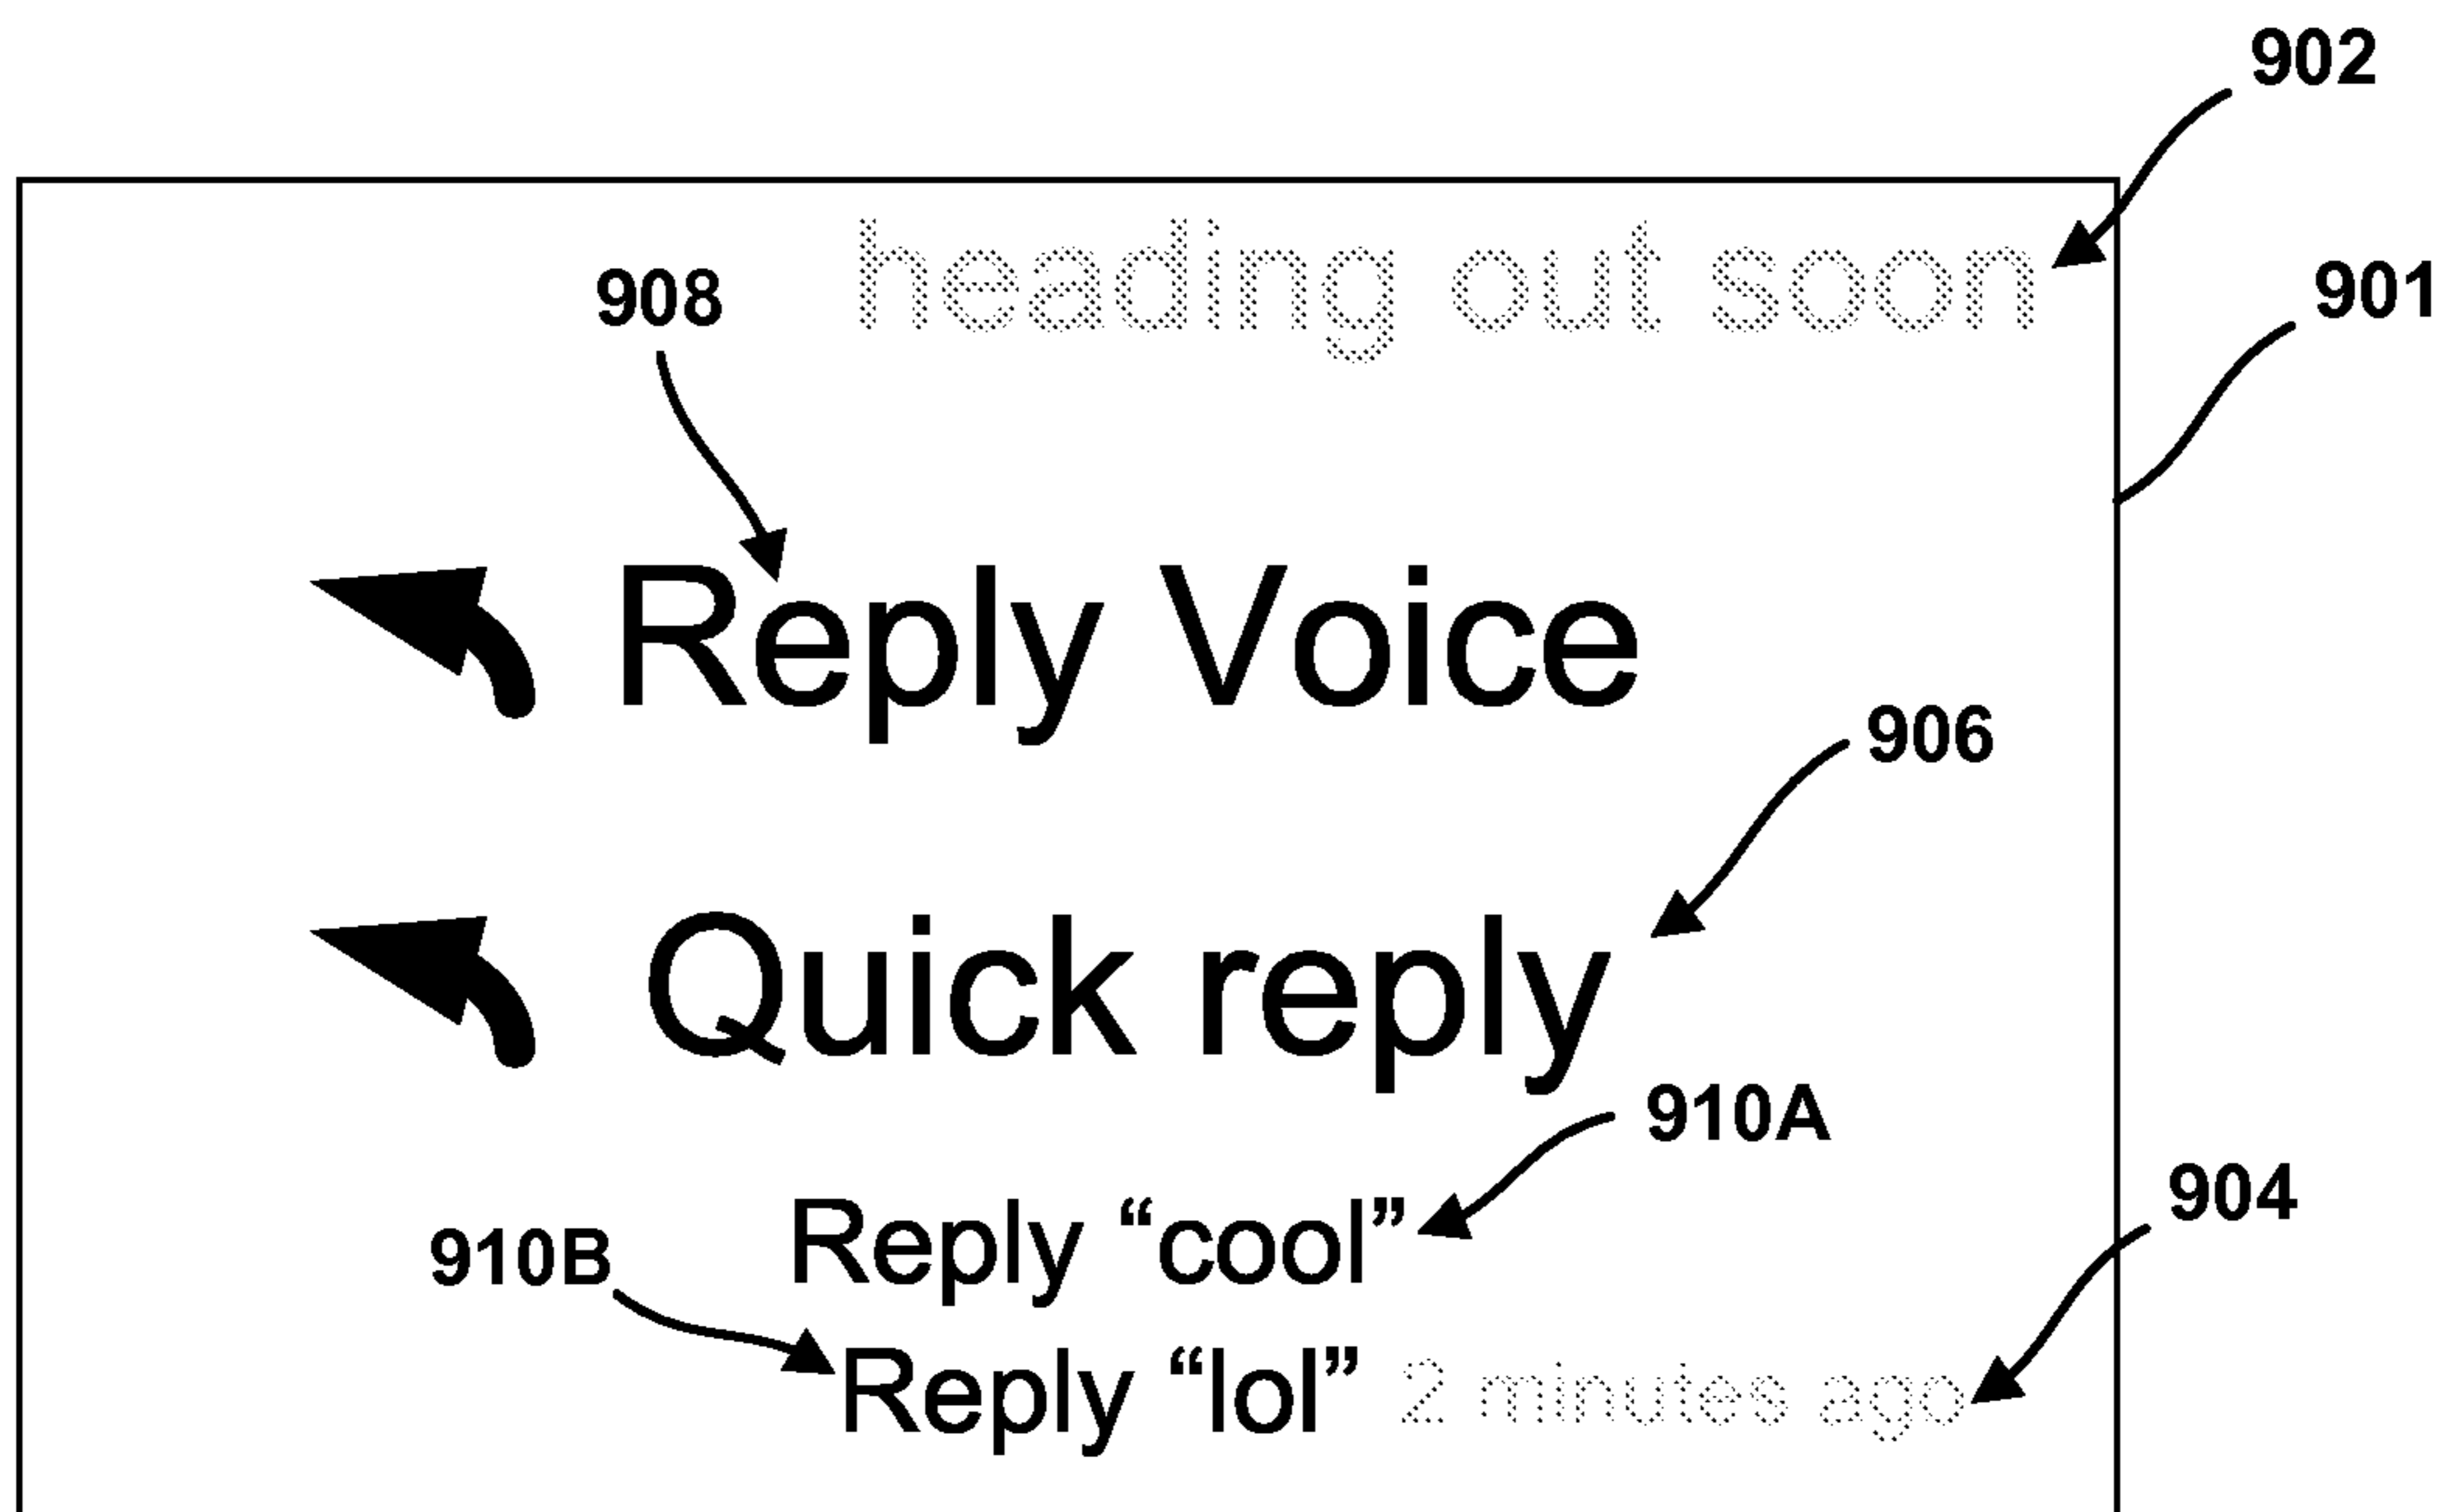 902
heading out soon
908
901
Reply Voice
906
Quick reply
910A
Reply “cool”
904
910B
Reply “lol” 2 minutes ago